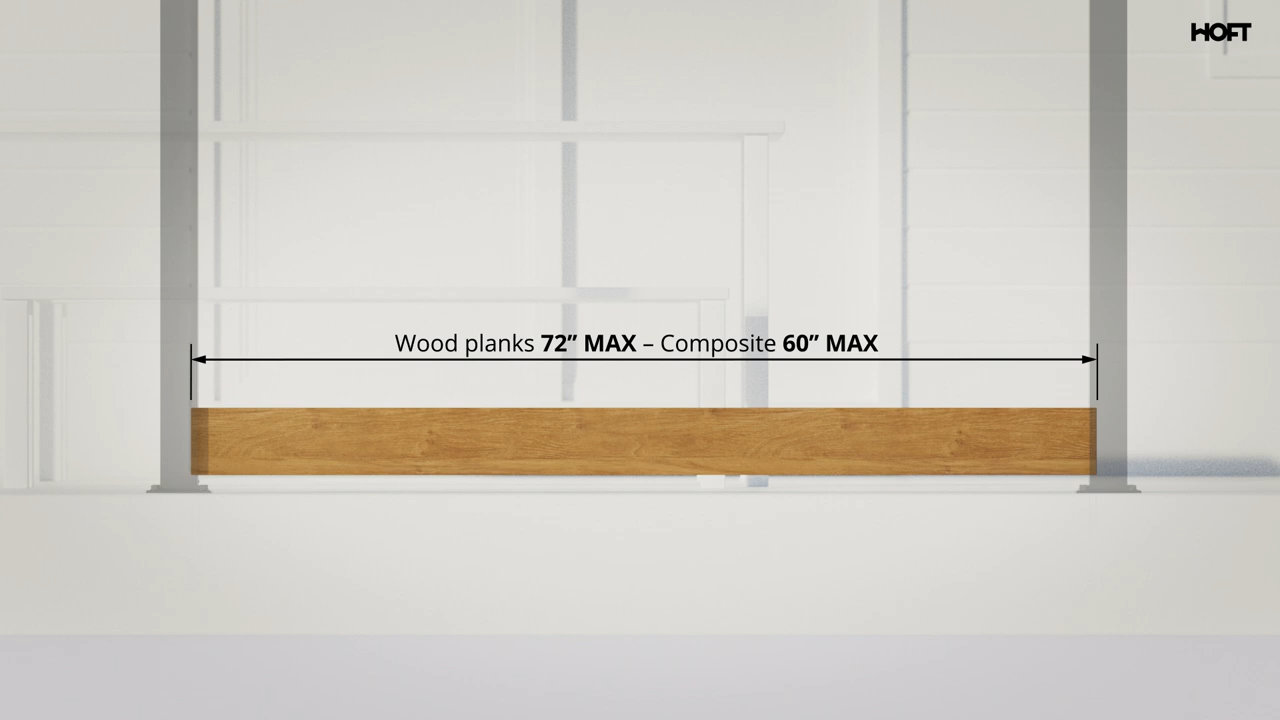 HOFT
Wood planks 72” MAX – Composite 60” MAX